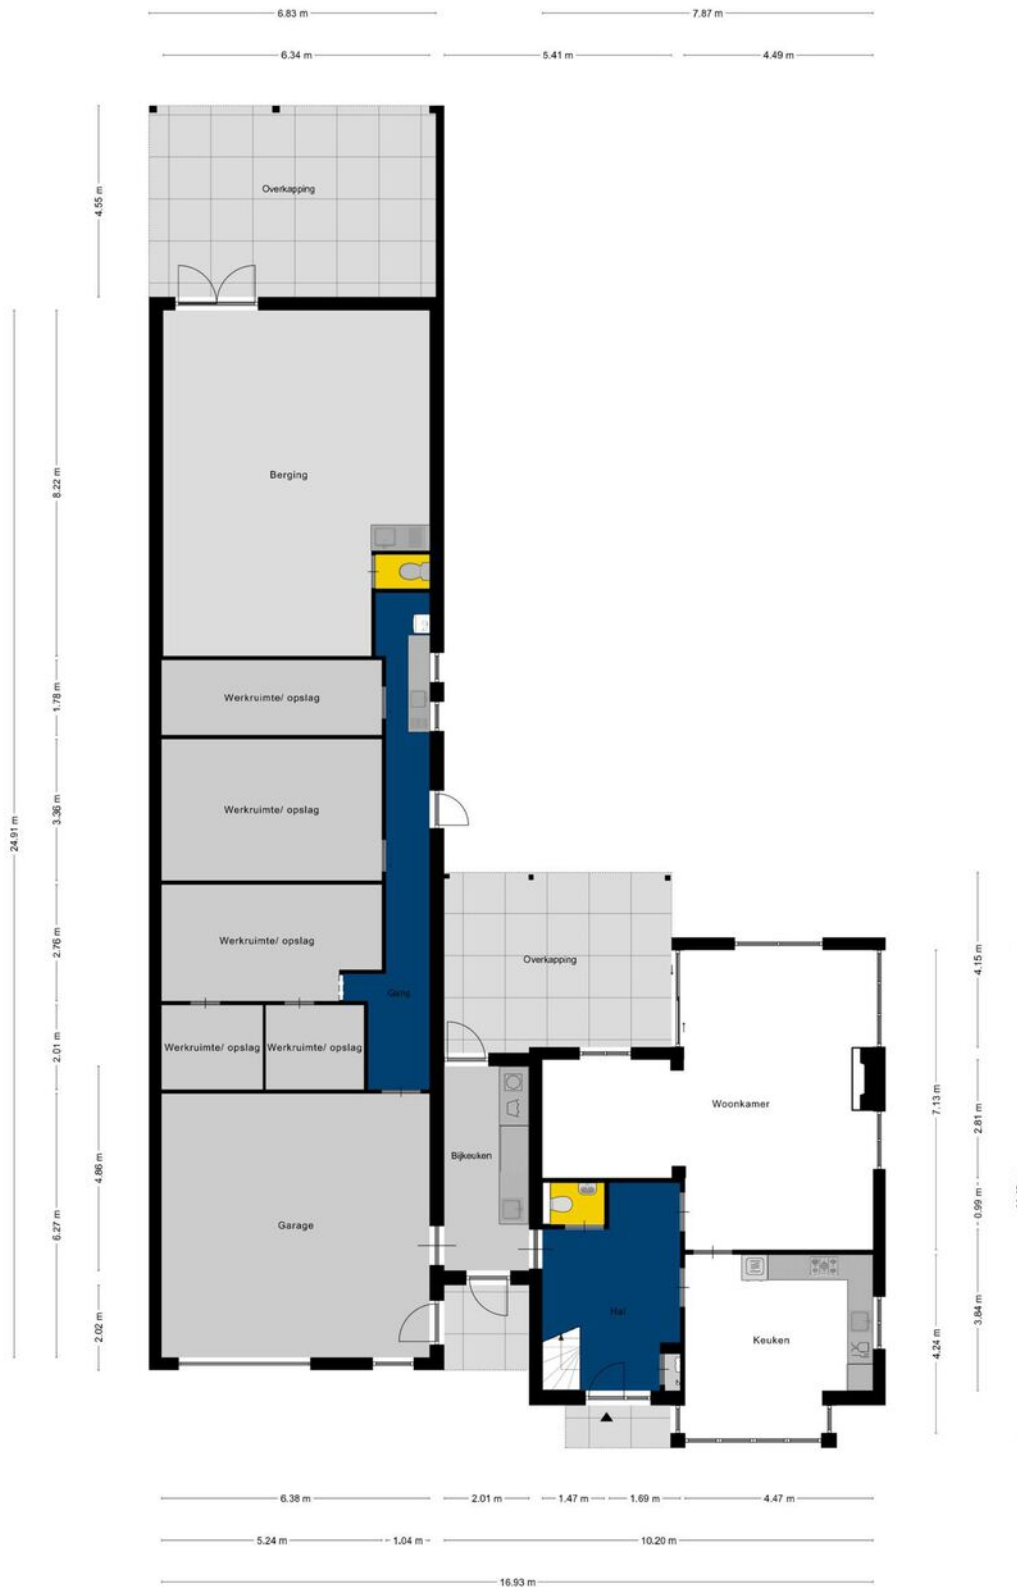 6.83 m
7.87 m
6.34 m
5.41 m
4.49 m
4.55 m
Overkapping
24.91 m
8.22 m
Berging
1.78 m
Werkruimte/ opslag
3.36 m
Werkruimte/ opslag
2.76 m
Werkruimte/ opslag
Gang
Overkapping
4.15 m
2.01 m
Werkruimte/ opslag
Werkruimte/ opslag
Woonkamer
7.13 m
2.81 m
4.86 m
6.27 m
Bijkeuken
0.99 m
Garage
2.02 m
Hal
Keuken
3.84 m
4.24 m
6.38 m
2.01 m
1.47 m
1.69 m
4.47 m
5.24 m
1.04 m
10.20 m
16.93 m